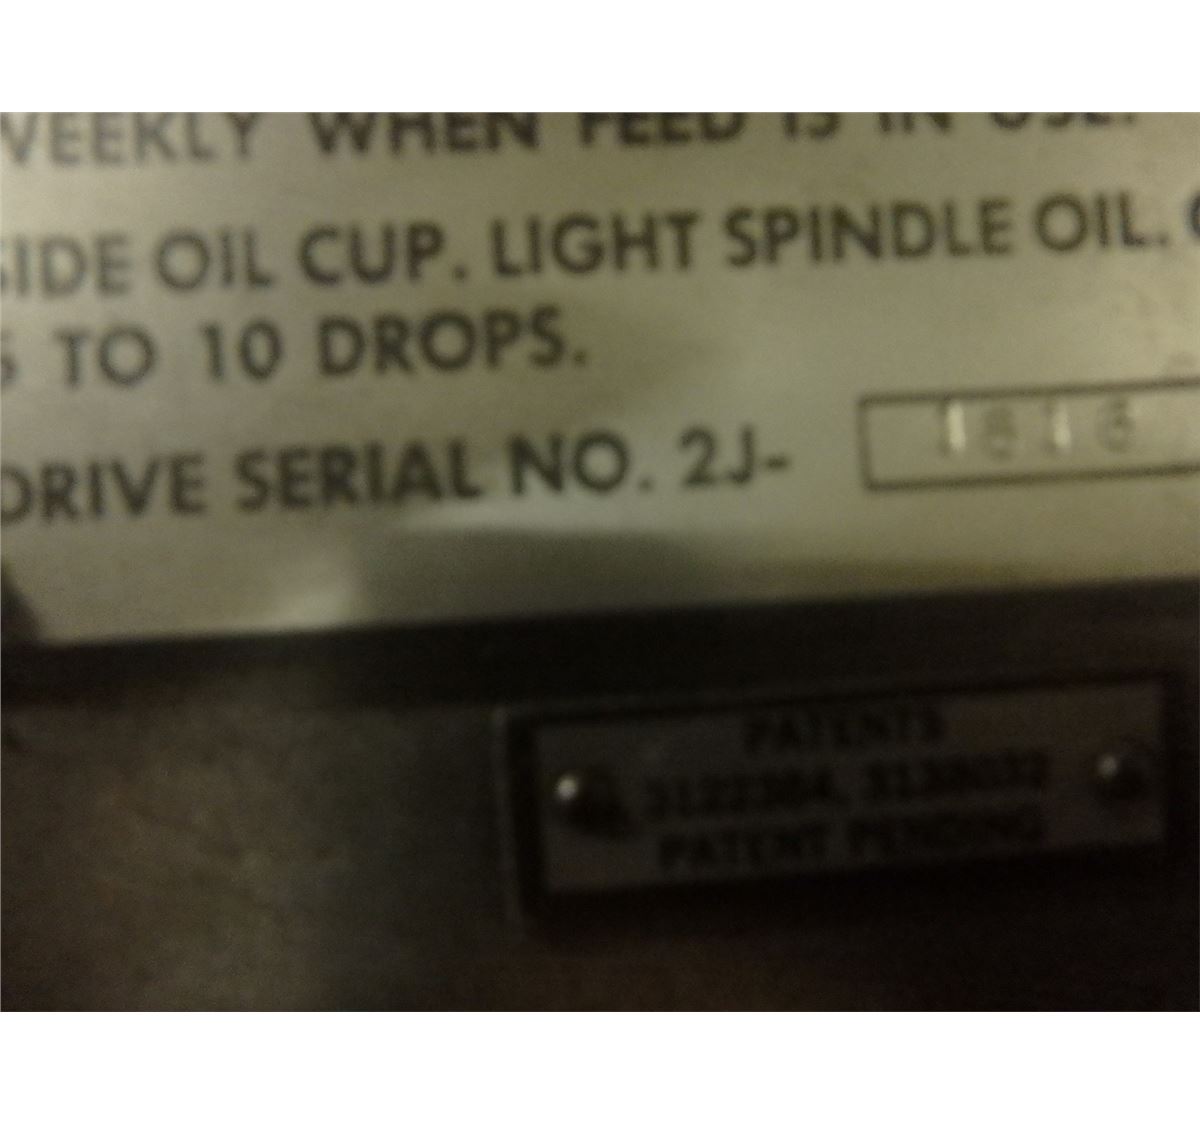 WEEKLY WHEN FEED IS IN USE.
SIDE OIL CUP. LIGHT SPINDLE OIL.
TO 10 DROPS.
DRIVE SERIAL NO. 2J-
PATENTS
PATENT PENDING